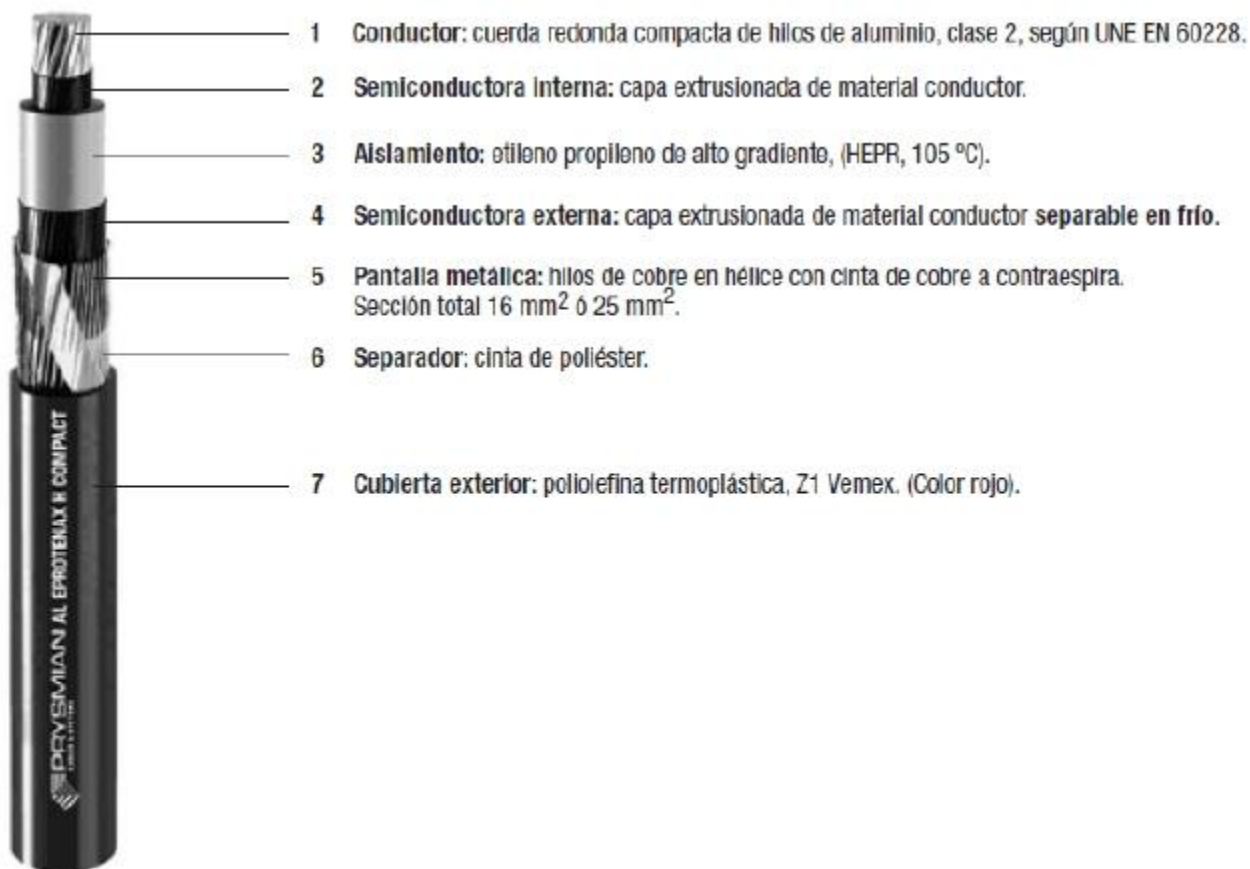 1 Conductor: cuerda redonda compacta de hilos de aluminio, clase 2, según UNE EN 60228.
2 Semiconductora interna: capa extrusionada de material conductor.
3 Aislamiento: etileno propileno de alto gradiente, (HEPR, 105 ºC).
4 Semiconductora externa: capa extrusionada de material conductor separable en frío.
5 Pantalla metálica: hilos de cobre en hélice con cinta de cobre a contraespira.
Sección total 16 mm² ó 25 mm².
6 Separador: cinta de poliéster.
7 Cubierta exterior: poliolefina termoplástica, Z1 Vemex. (Color rojo).
PRYSMIAN AL EPROTENAX H COMPACT